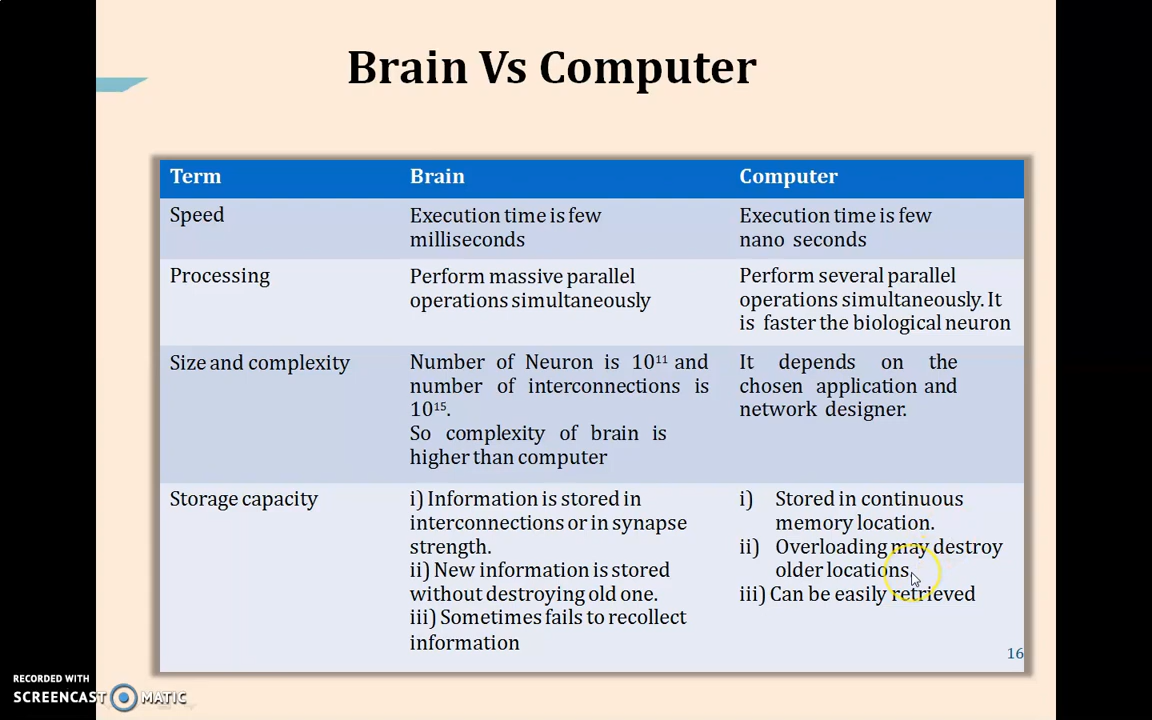 Brain Vs Computer
Term Brain Computer
Speed
Execution time is few
milliseconds
Execution time is few
nano seconds
Processing
Perform massive parallel
operations simultaneously
Perform several parallel
operations simultaneously. It
is faster the biological neuron
Size and complexity
Number of Neuron is 10¹¹ and
number of interconnections is
10¹⁵.
So complexity of brain is
higher than computer
It depends on the
chosen application and
network designer.
Storage capacity
i) Information is stored in
interconnections or in synapse
strength.
ii) New information is stored
without destroying old one.
iii) Sometimes fails to recollect
information
i) Stored in continuous
memory location.
ii) Overloading may destroy
older locations.
iii) Can be easily retrieved
16
RECORDED WITH
SCREENCAST MATIC